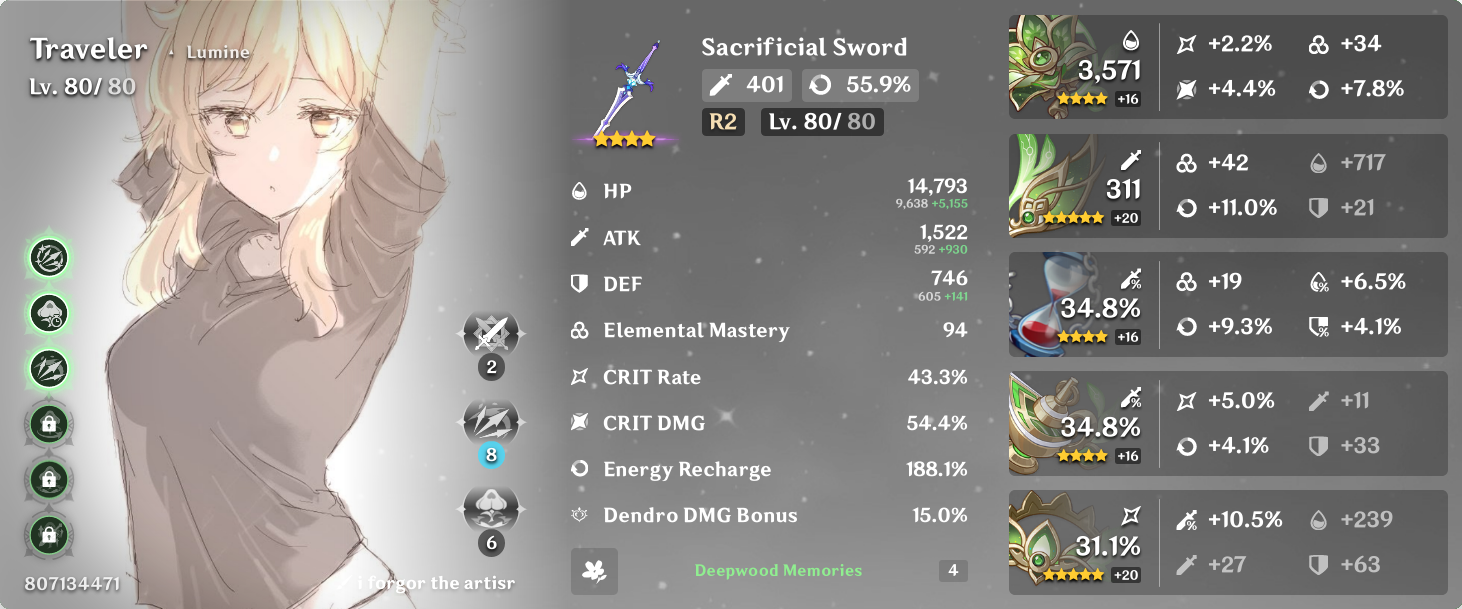 Traveler · Lumine
Lv. 80/ 80
2
8
6
807134471
i forgor the artisr
Sacrificial Sword
401 55.9%
R2 Lv. 80/ 80
HP 14,793
9,638 +5,155
ATK 1,522
592 +930
DEF 746
605 +141
Elemental Mastery 94
CRIT Rate 43.3%
CRIT DMG 54.4%
Energy Recharge 188.1%
Dendro DMG Bonus 15.0%
Deepwood Memories 4
3,571
+16
+2.2% +34
+4.4% +7.8%
311
+20
+42 +717
+11.0% +21
34.8%
+16
+19 +6.5%
+9.3% +4.1%
34.8%
+16
+5.0% +11
+4.1% +33
31.1%
+20
+10.5% +239
+27 +63